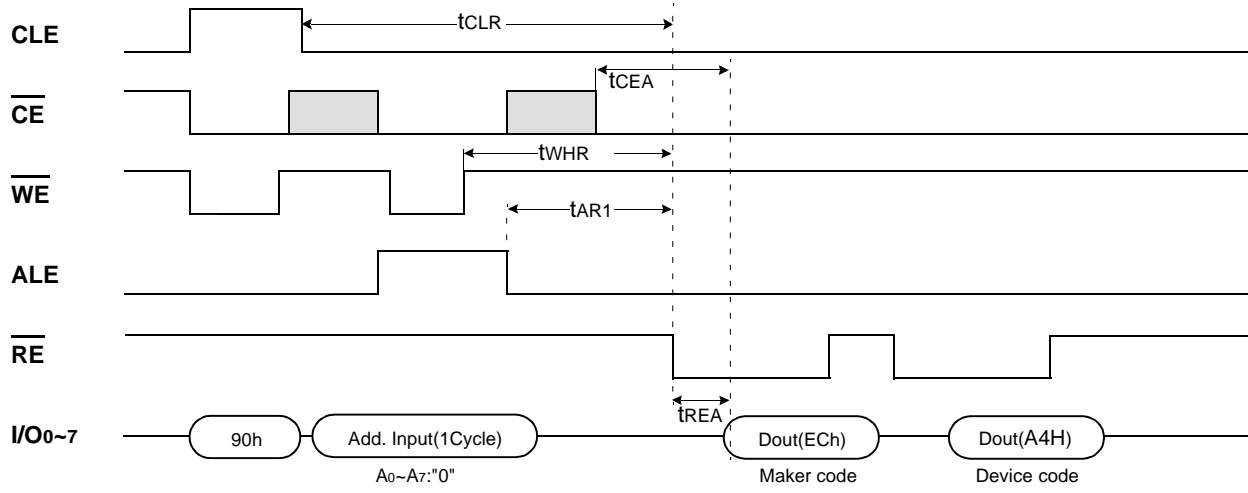 CLE
tCLR
CE
tCEA
WE
tWHR
tAR1
ALE
RE
tREA
I/O0~7
90h
Add. Input(1Cycle)
Dout(ECh)
Dout(A4H)
A0~A7:"0"
Maker code
Device code